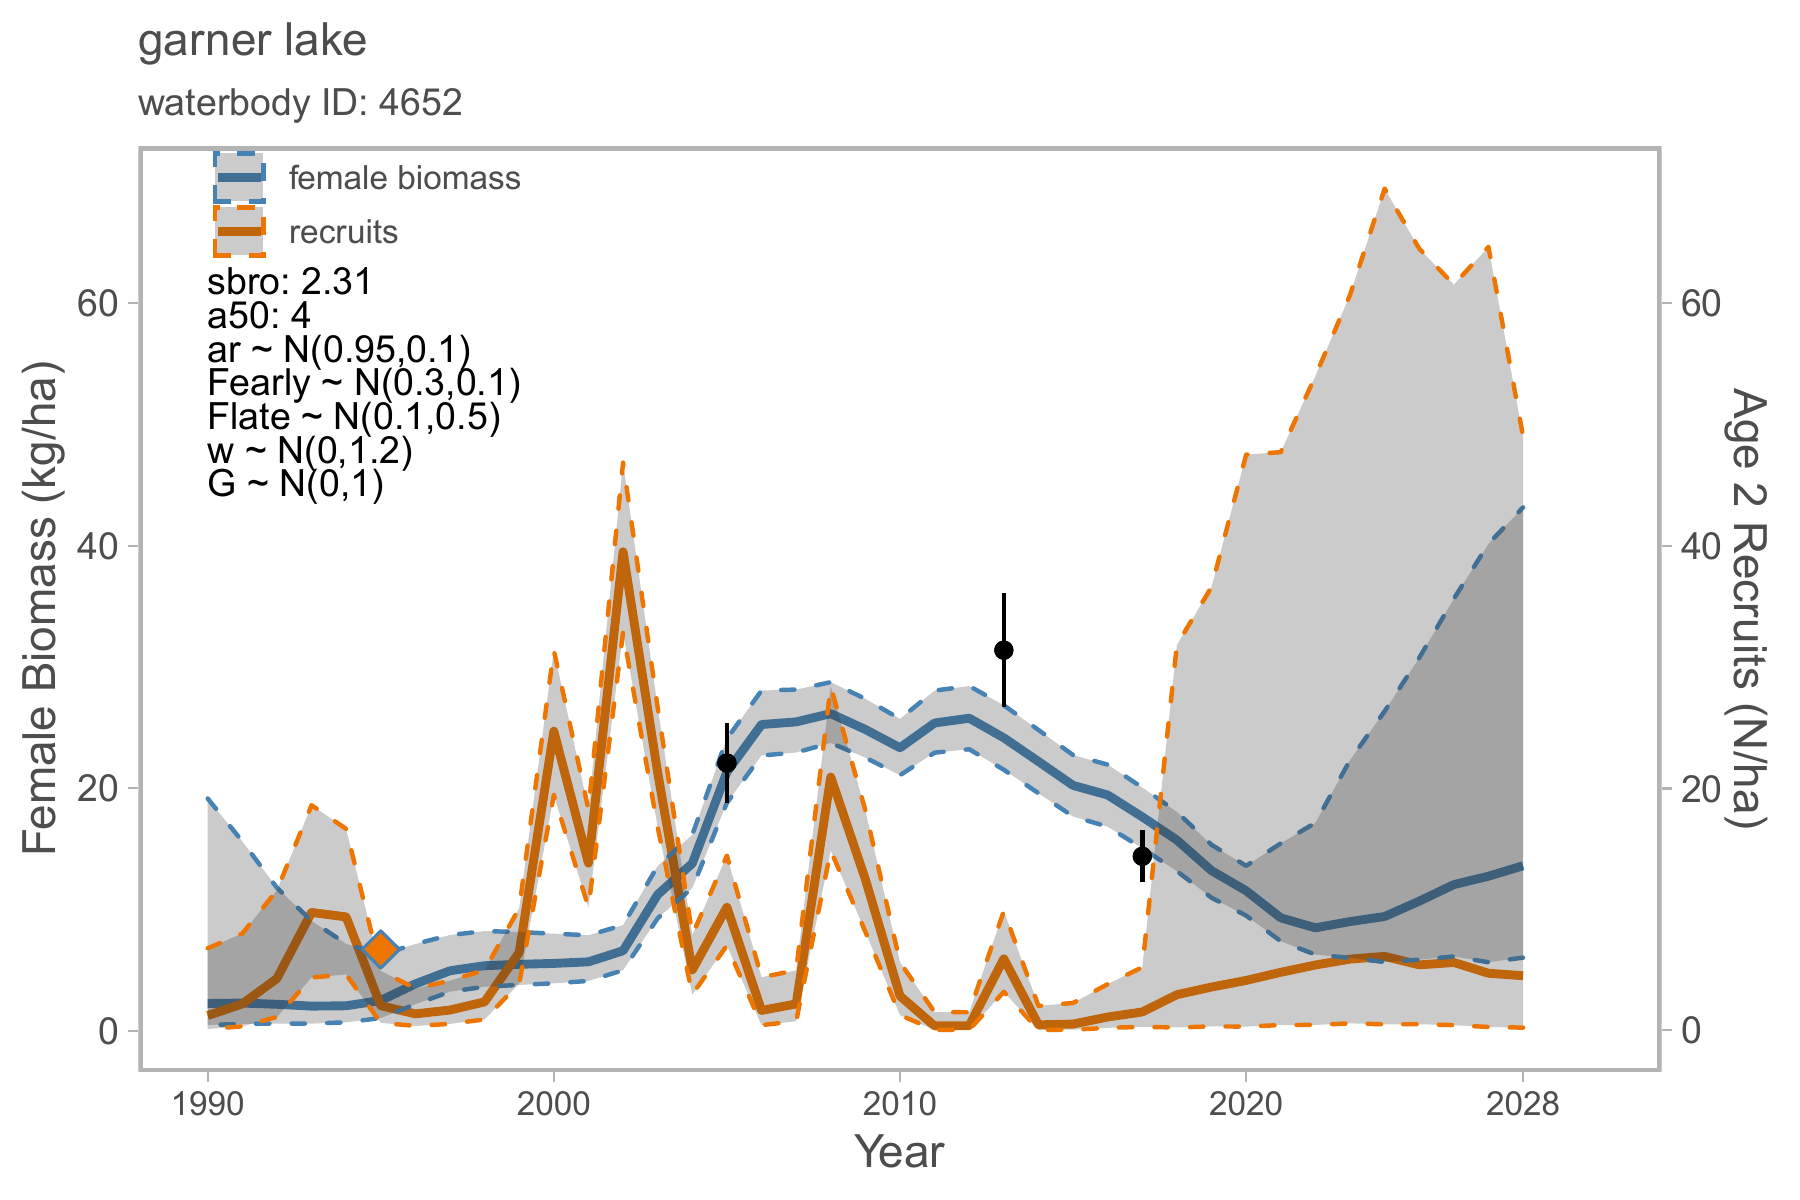 garner lake
waterbody ID: 4652
female biomass
recruits
sbro: 2.31
a50: 4
ar ~ N(0.95,0.1)
Fearly ~ N(0.3,0.1)
Flate ~ N(0.1,0.5)
w ~ N(0,1.2)
G ~ N(0,1)
Female Biomass (kg/ha)
60
40
20
0
60
40
20
0
Age 2 Recruits (N/ha)
1990
2000
2010
2020
2028
Year